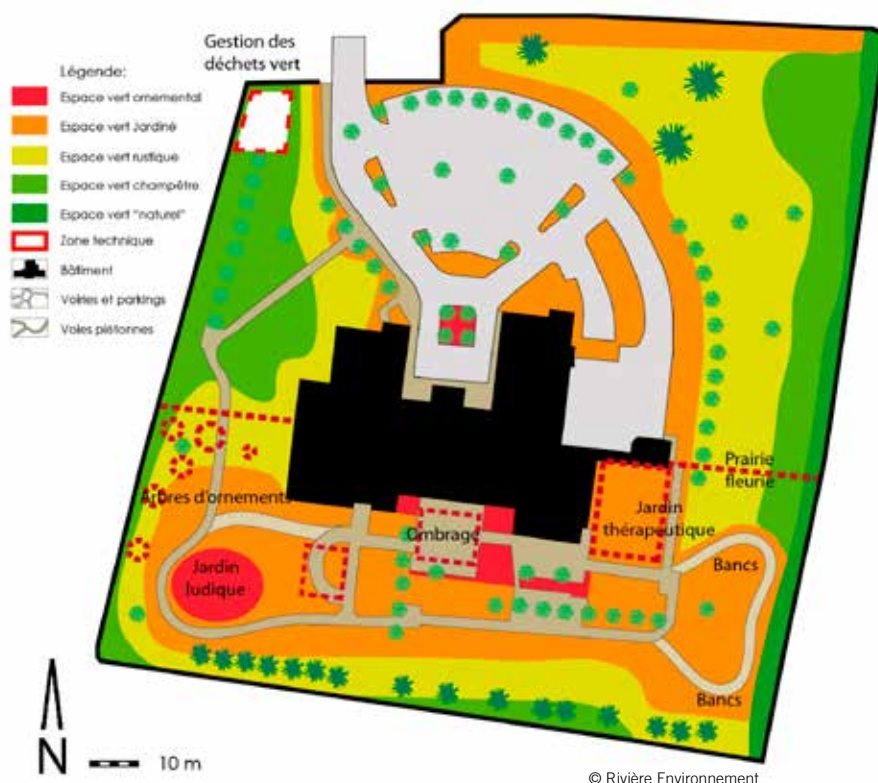 Gestion des
déchets vert
Légende:
Espace vert ornemental
Espace vert Jardiné
Espace vert rustique
Espace vert champêtre
Espace vert "naturel"
Zone technique
Bâtiment
Voiries et parkings
Voies piétonnes
Prairie
fleurie
Arbres d'ornements
Jardin
thérapeutique
Ombrage
Jardin
ludique
Bancs
Bancs
N
10 m
© Rivière Environnement